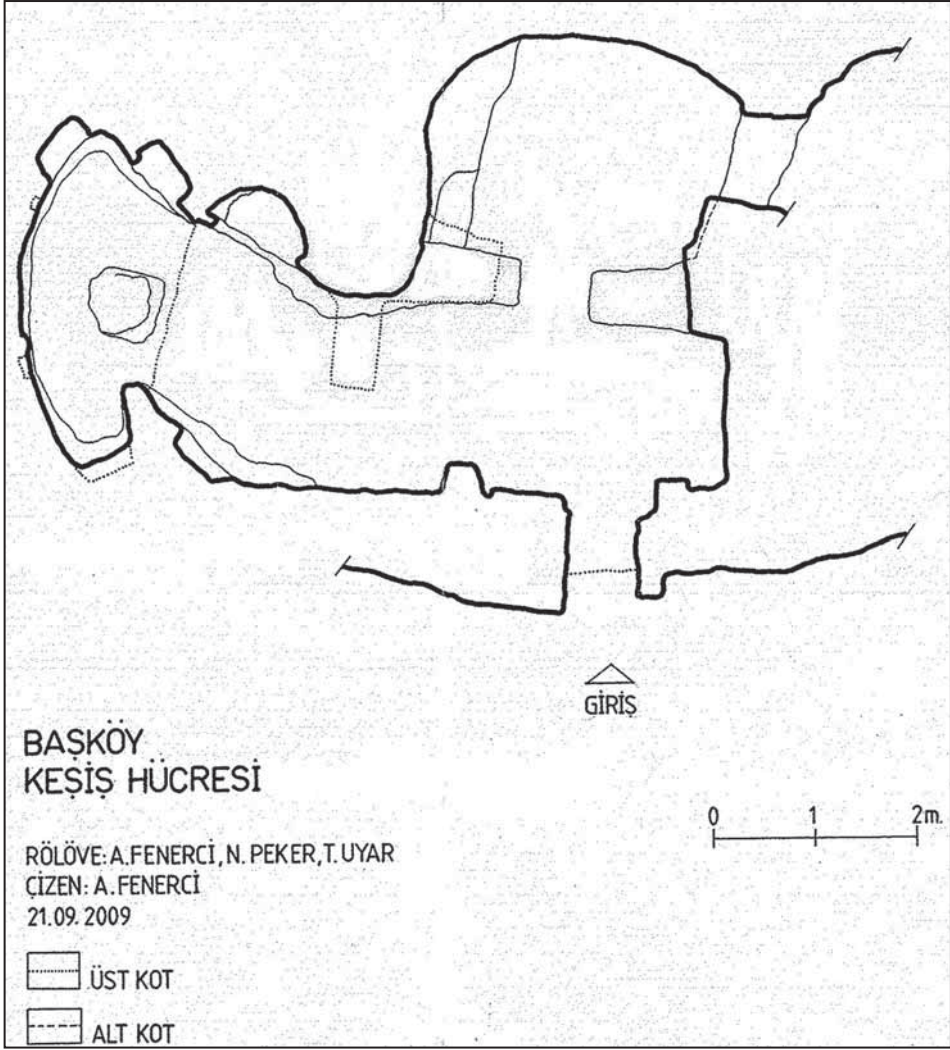 GİRİŞ
BAŞKÖY
KEŞİŞ HÜCRESİ
0 1 2m.
RÖLÖVE: A.FENERCİ, N. PEKER, T. UYAR
ÇİZEN: A. FENERCİ
21.09.2009
ÜST KOT
ALT KOT